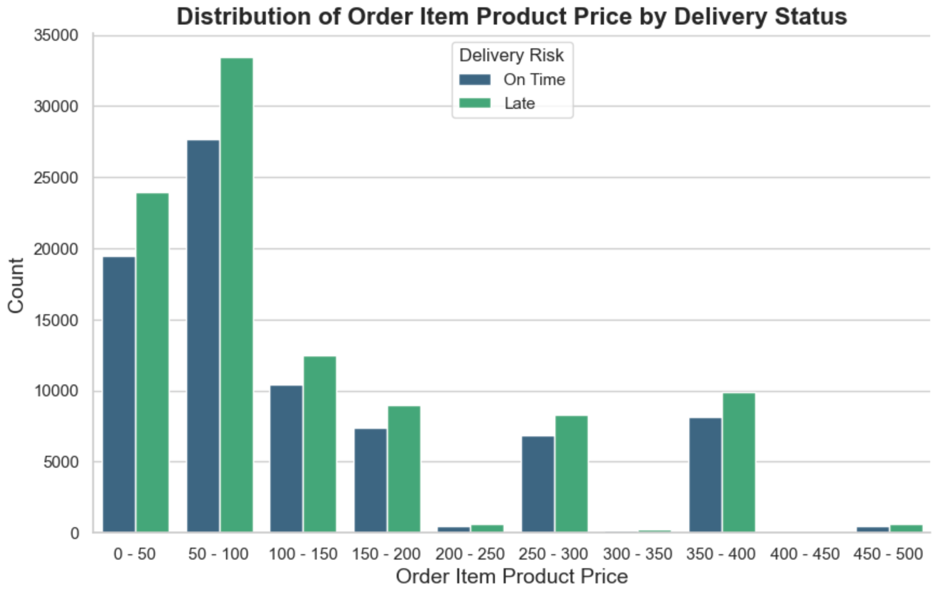 Distribution of Order Item Product Price by Delivery Status
35000
30000
25000
20000
15000
10000
5000
0
Count
Delivery Risk
On Time
Late
0 - 50 50 - 100 100 - 150 150 - 200 200 - 250 250 - 300 300 - 350 350 - 400 400 - 450 450 - 500
Order Item Product Price